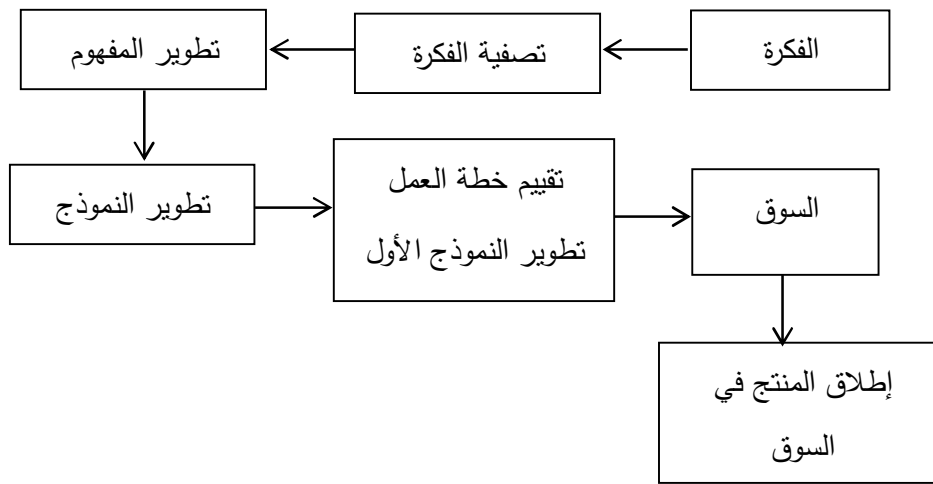 الفكرة
تصفية الفكرة
تطوير المفهوم
تطوير النموذج
تقييم خطة العمل
تطوير النموذج الأول
السوق
إطلاق المنتج في
السوق